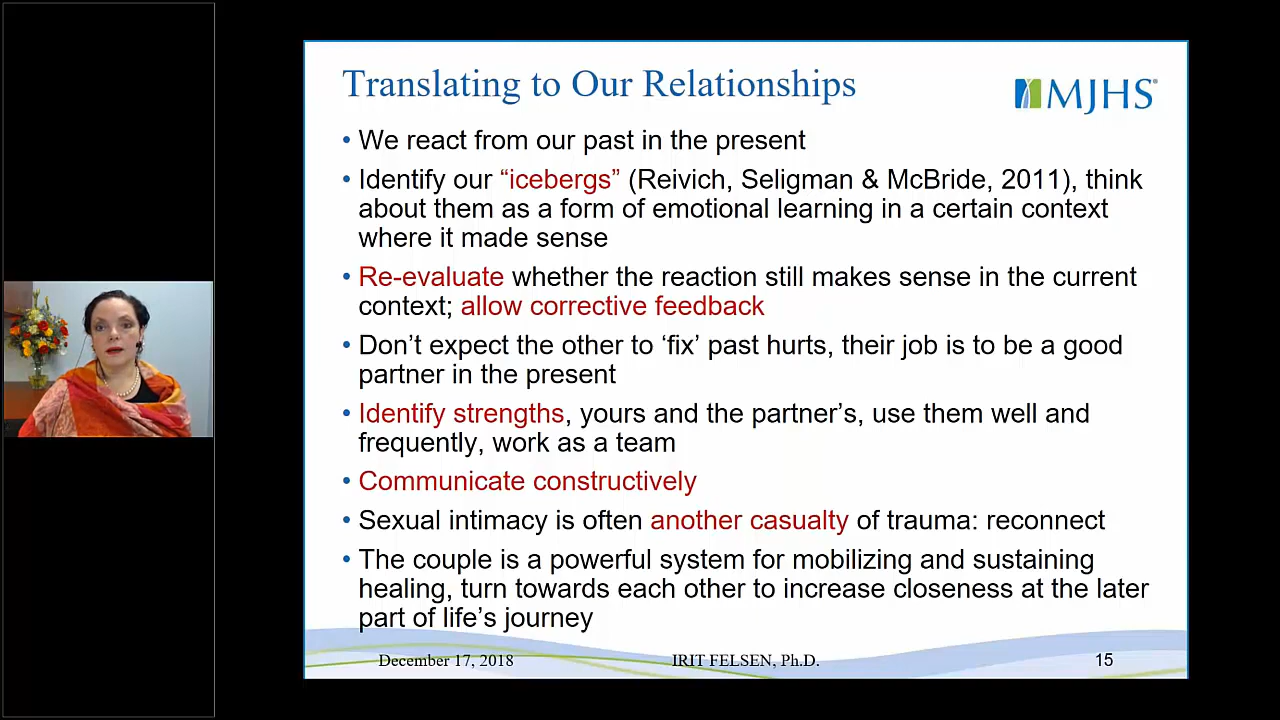 Translating to Our Relationships
MJHS
• We react from our past in the present
• Identify our “icebergs” (Reivich, Seligman & McBride, 2011), think
about them as a form of emotional learning in a certain context
where it made sense
• Re-evaluate whether the reaction still makes sense in the current
context; allow corrective feedback
• Don’t expect the other to ‘fix’ past hurts, their job is to be a good
partner in the present
• Identify strengths, yours and the partner’s, use them well and
frequently, work as a team
• Communicate constructively
• Sexual intimacy is often another casualty of trauma: reconnect
• The couple is a powerful system for mobilizing and sustaining
healing, turn towards each other to increase closeness at the later
part of life’s journey
December 17, 2018
IRIT FELSEN, Ph.D.
15